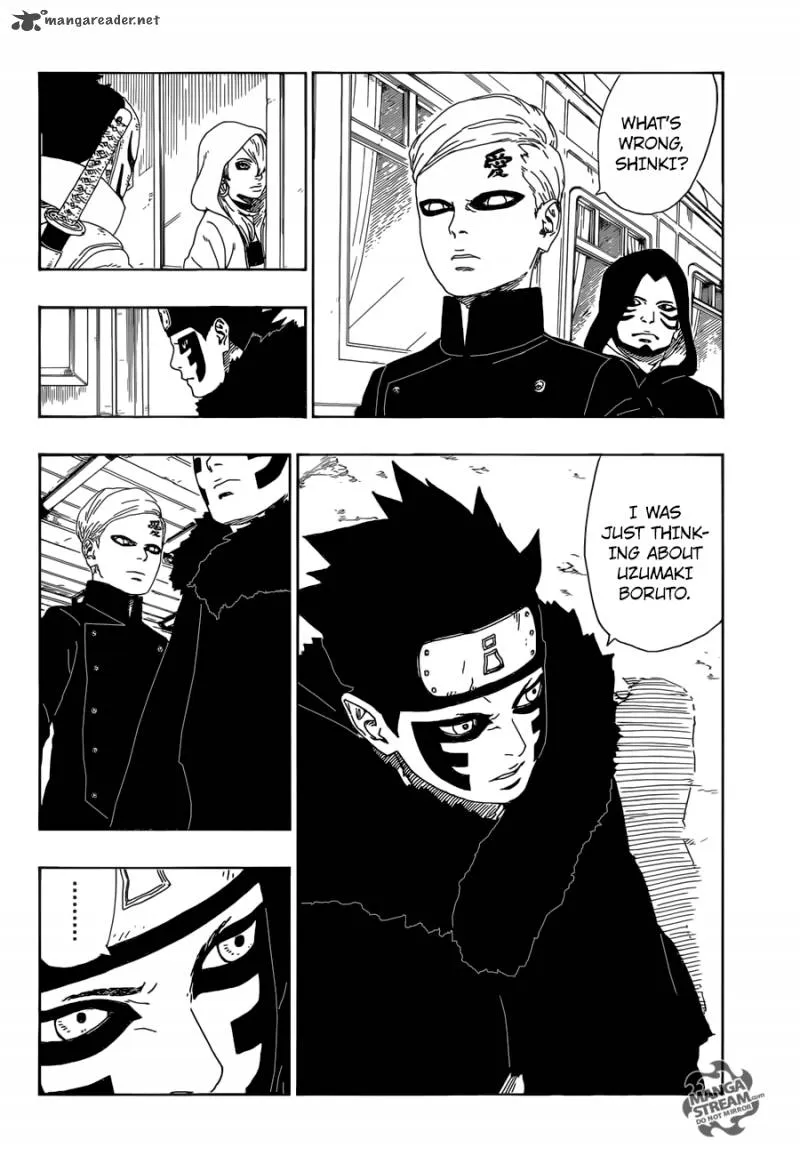 mangareader.net
WHAT'S
WRONG,
SHINKI?
愛
I WAS
JUST THINK-
ING ABOUT
UZUMAKI
BORUTO.
愛
........
MANGA
STREAM.com
DO NOT MIRROR